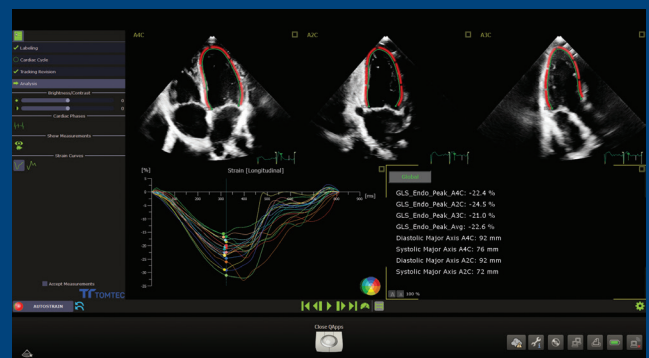 A4C
A2C
A3C
Labeling
Cardiac Cycle
Tracking Revision
Analysis
Brightness/Contrast
0
0
Cardiac Phases
Store Measurements
Strain Curves
[%]
Strain [Longitudinal]
[ms]
Global
GLS_Endo_Peak_A4C: -22.4 %
GLS_Endo_Peak_A2C: -24.5 %
GLS_Endo_Peak_A3C: -21.0 %
GLS_Endo_Peak_Avg: -22.6 %
Diastolic Major Axis A4C: 92 mm
Systolic Major Axis A4C: 76 mm
Diastolic Major Axis A2C: 92 mm
Systolic Major Axis A2C: 72 mm
Accept Measurements
TOMTEC
100 %
AUTOSTRAIN
Close QApps